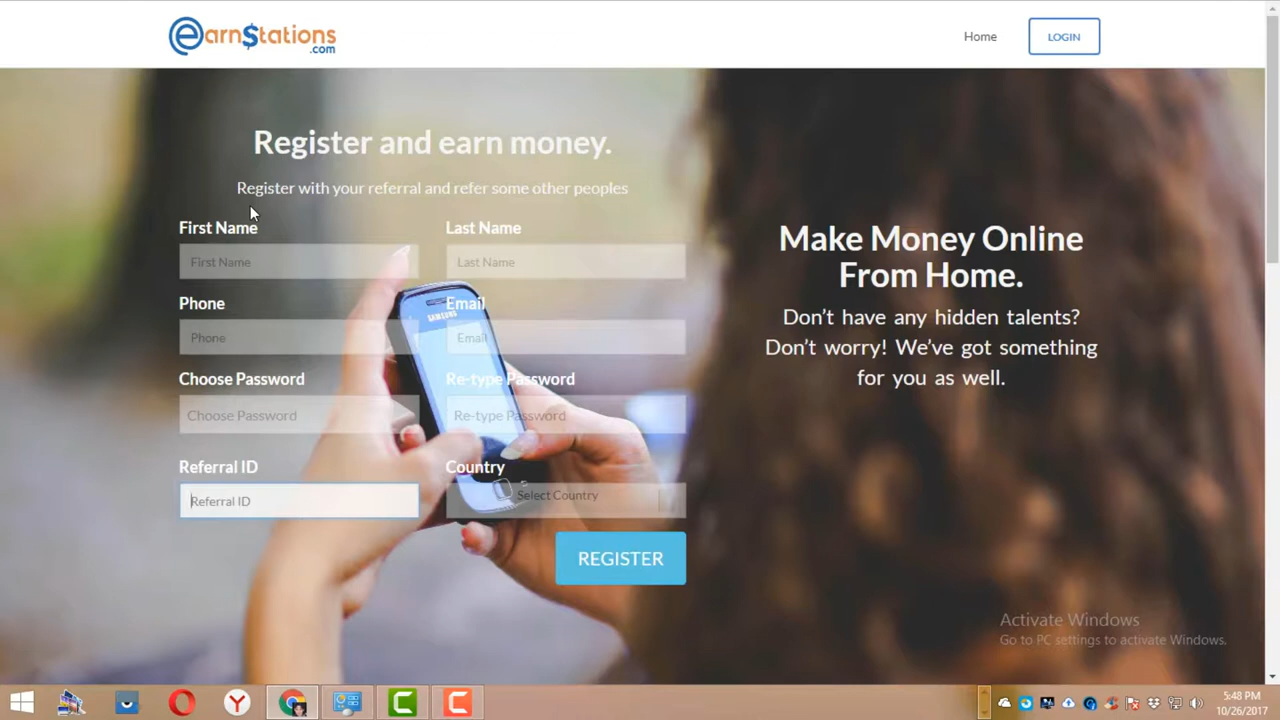 earn$tations
.com
Home
LOGIN
Register and earn money.
Register with your referral and refer some other peoples
First Name
Last Name
First Name
Last Name
Phone
Email
Phone
Email
SAMSUNG
Choose Password
Re-type Password
Choose Password
Re-type Password
Referral ID
Country
Referral ID
Select Country
REGISTER
Make Money Online
From Home.
Don't have any hidden talents?
Don't worry! We've got something
for you as well.
Activate Windows
Go to PC settings to activate Windows.
5:48 PM
10/26/2017